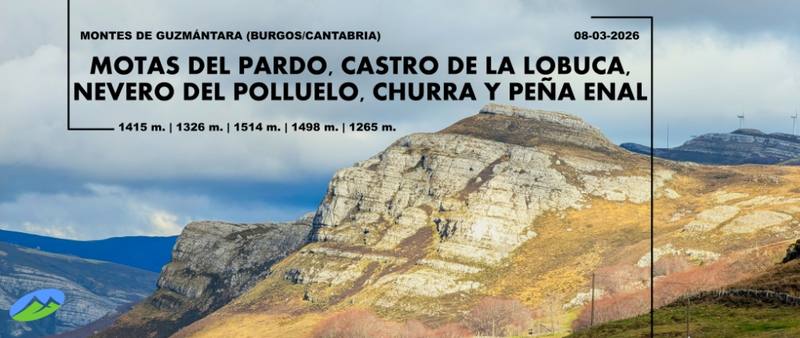 MONTES DE GUZMÁNTARA (BURGOS/CANTABRIA)
08-03-2026
MOTAS DEL PARDO, CASTRO DE LA LOBUCA,
NEVERO DEL POLLUELO, CHURRA Y PEÑA ENAL
1415 m. | 1326 m. | 1514 m. | 1498 m. | 1265 m.